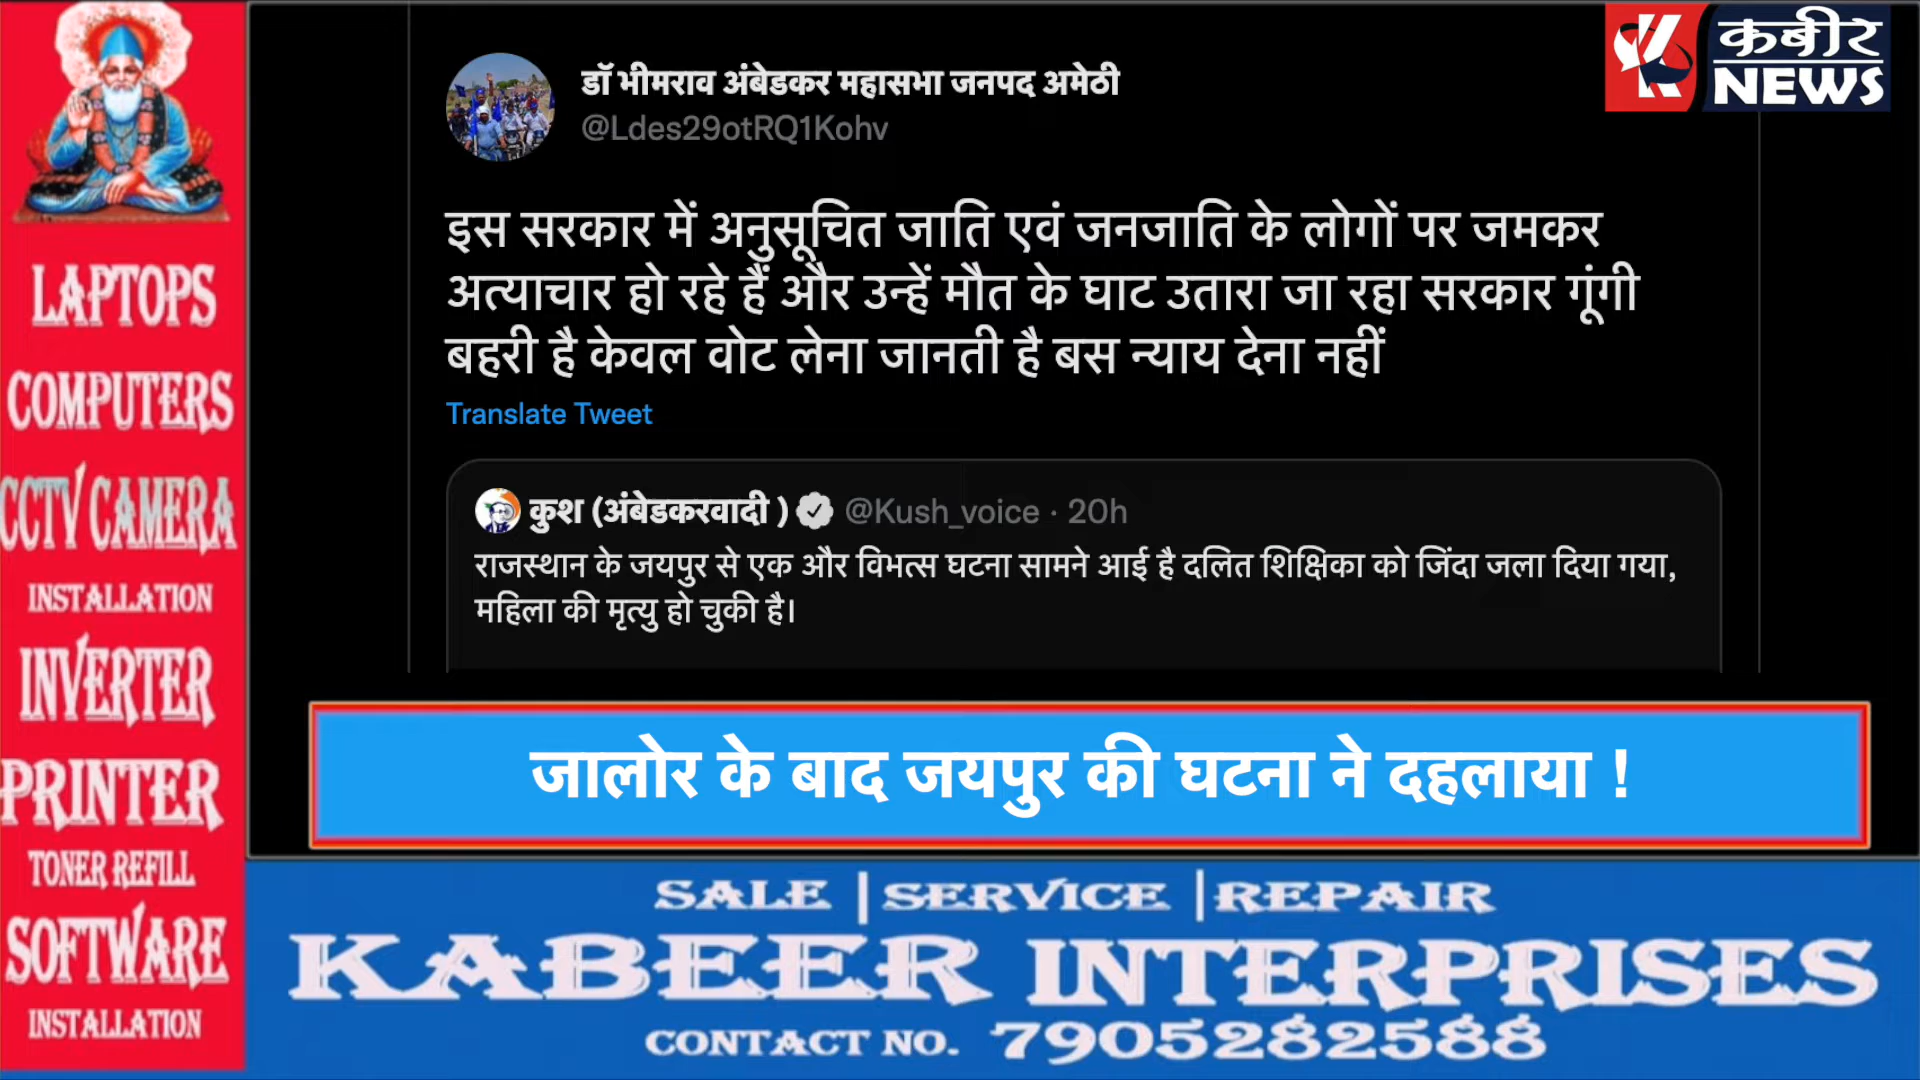 कबीर
NEWS
डॉ भीमराव अंबेडकर महासभा जनपद अमेठी
@Ldes29otRQ1Kohv
इस सरकार में अनुसूचित जाति एवं जनजाति के लोगों पर जमकर
अत्याचार हो रहे हैं और उन्हें मौत के घाट उतारा जा रहा सरकार गूंगी
बहरी है केवल वोट लेना जानती है बस न्याय देना नहीं
Translate Tweet
कुश (अंबेडकरवादी ) @Kush_voice · 20h
राजस्थान के जयपुर से एक और विभत्स घटना सामने आई है दलित शिक्षिका को जिंदा जला दिया गया,
महिला की मृत्यु हो चुकी है।
जालोर के बाद जयपुर की घटना ने दहलाया !
LAPTOPS
COMPUTERS
CCTV CAMERA
INSTALLATION
INVERTER
PRINTER
TONER REFILL
SOFTWARE
INSTALLATION
SALE | SERVICE | REPAIR
KABEER INTERPRISES
CONTACT NO. 7905282588